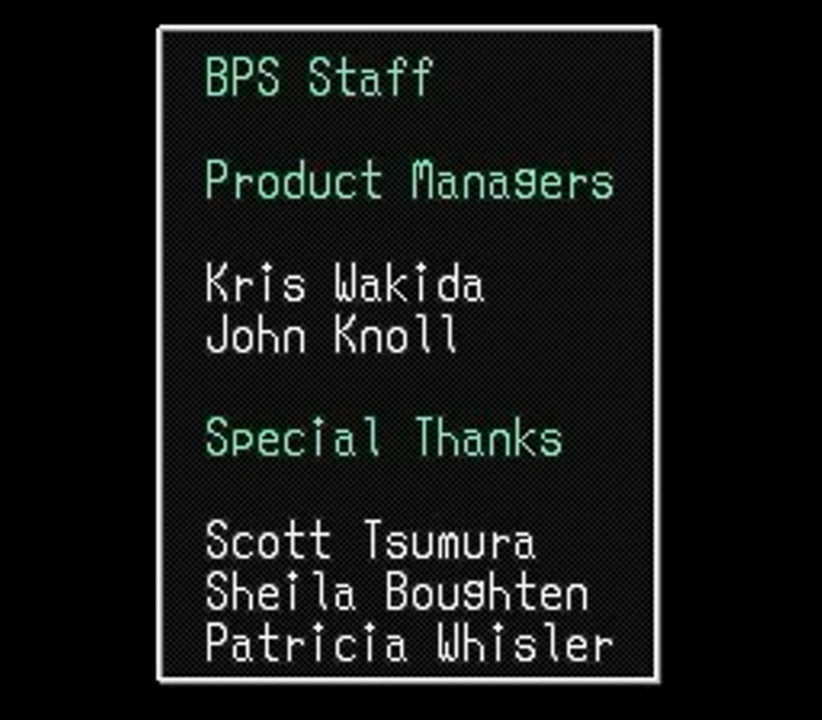 BPS Staff
Product Managers
Kris Wakida
John Knoll
Special Thanks
Scott Tsumura
Sheila Boughten
Patricia Whisler